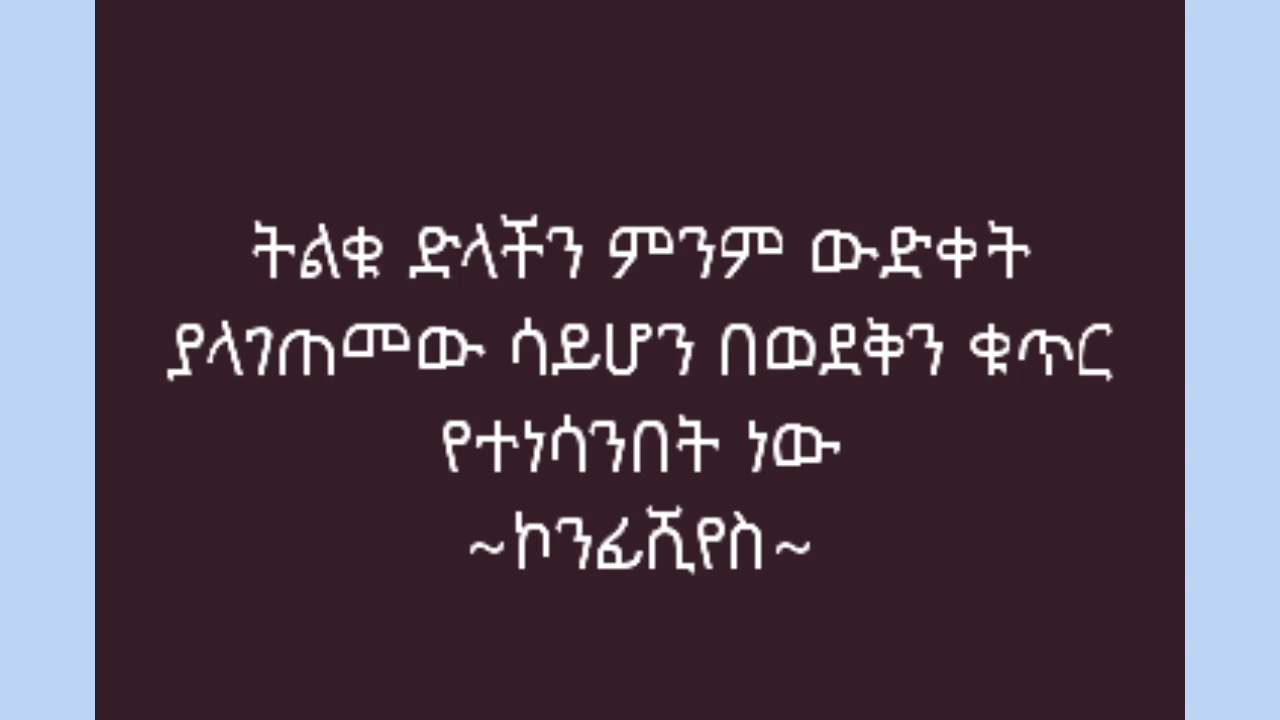 ትልቁ ድላችን ምንም ውድቀት
ያላገጠመው ሳይሆን በወደቅን ቁጥር
የተነሳንበት ነው
~ኮንፊሺየስ~